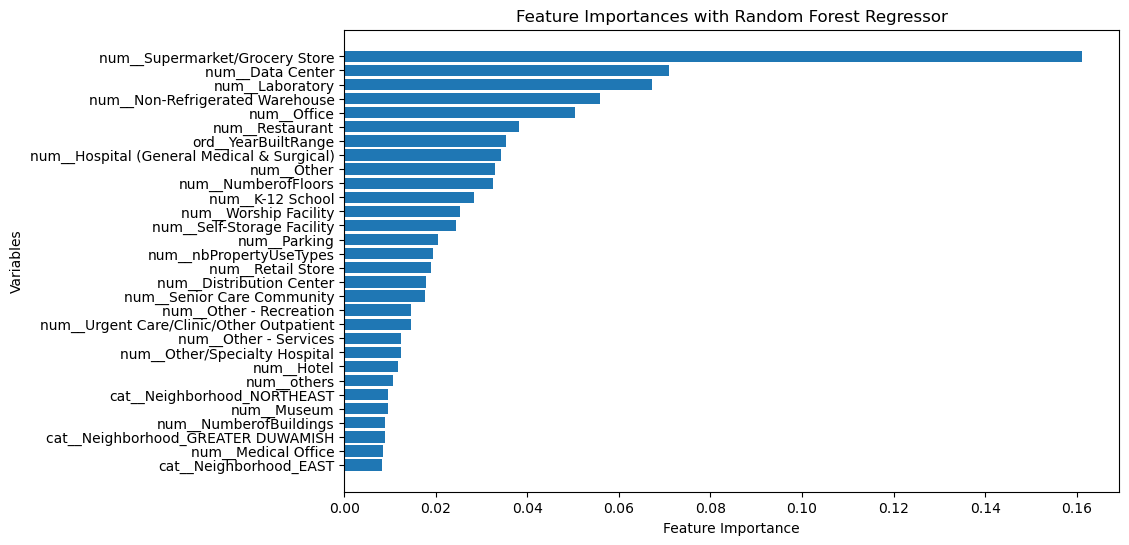 Feature Importances with Random Forest Regressor
Variables
num__Supermarket/Grocery Store
num__Data Center
num__Laboratory
num__Non-Refrigerated Warehouse
num__Office
num__Restaurant
ord__YearBuiltRange
num__Hospital (General Medical & Surgical)
num__Other
num__NumberofFloors
num__K-12 School
num__Worship Facility
num__Self-Storage Facility
num__Parking
num__nbPropertyUseTypes
num__Retail Store
num__Distribution Center
num__Senior Care Community
num__Other - Recreation
num__Urgent Care/Clinic/Other Outpatient
num__Other - Services
num__Other/Specialty Hospital
num__Hotel
num__others
cat__Neighborhood_NORTHEAST
num__Museum
num__NumberofBuildings
cat__Neighborhood_GREATER DUWAMISH
num__Medical Office
cat__Neighborhood_EAST
0.00 0.02 0.04 0.06 0.08 0.10 0.12 0.14 0.16
Feature Importance